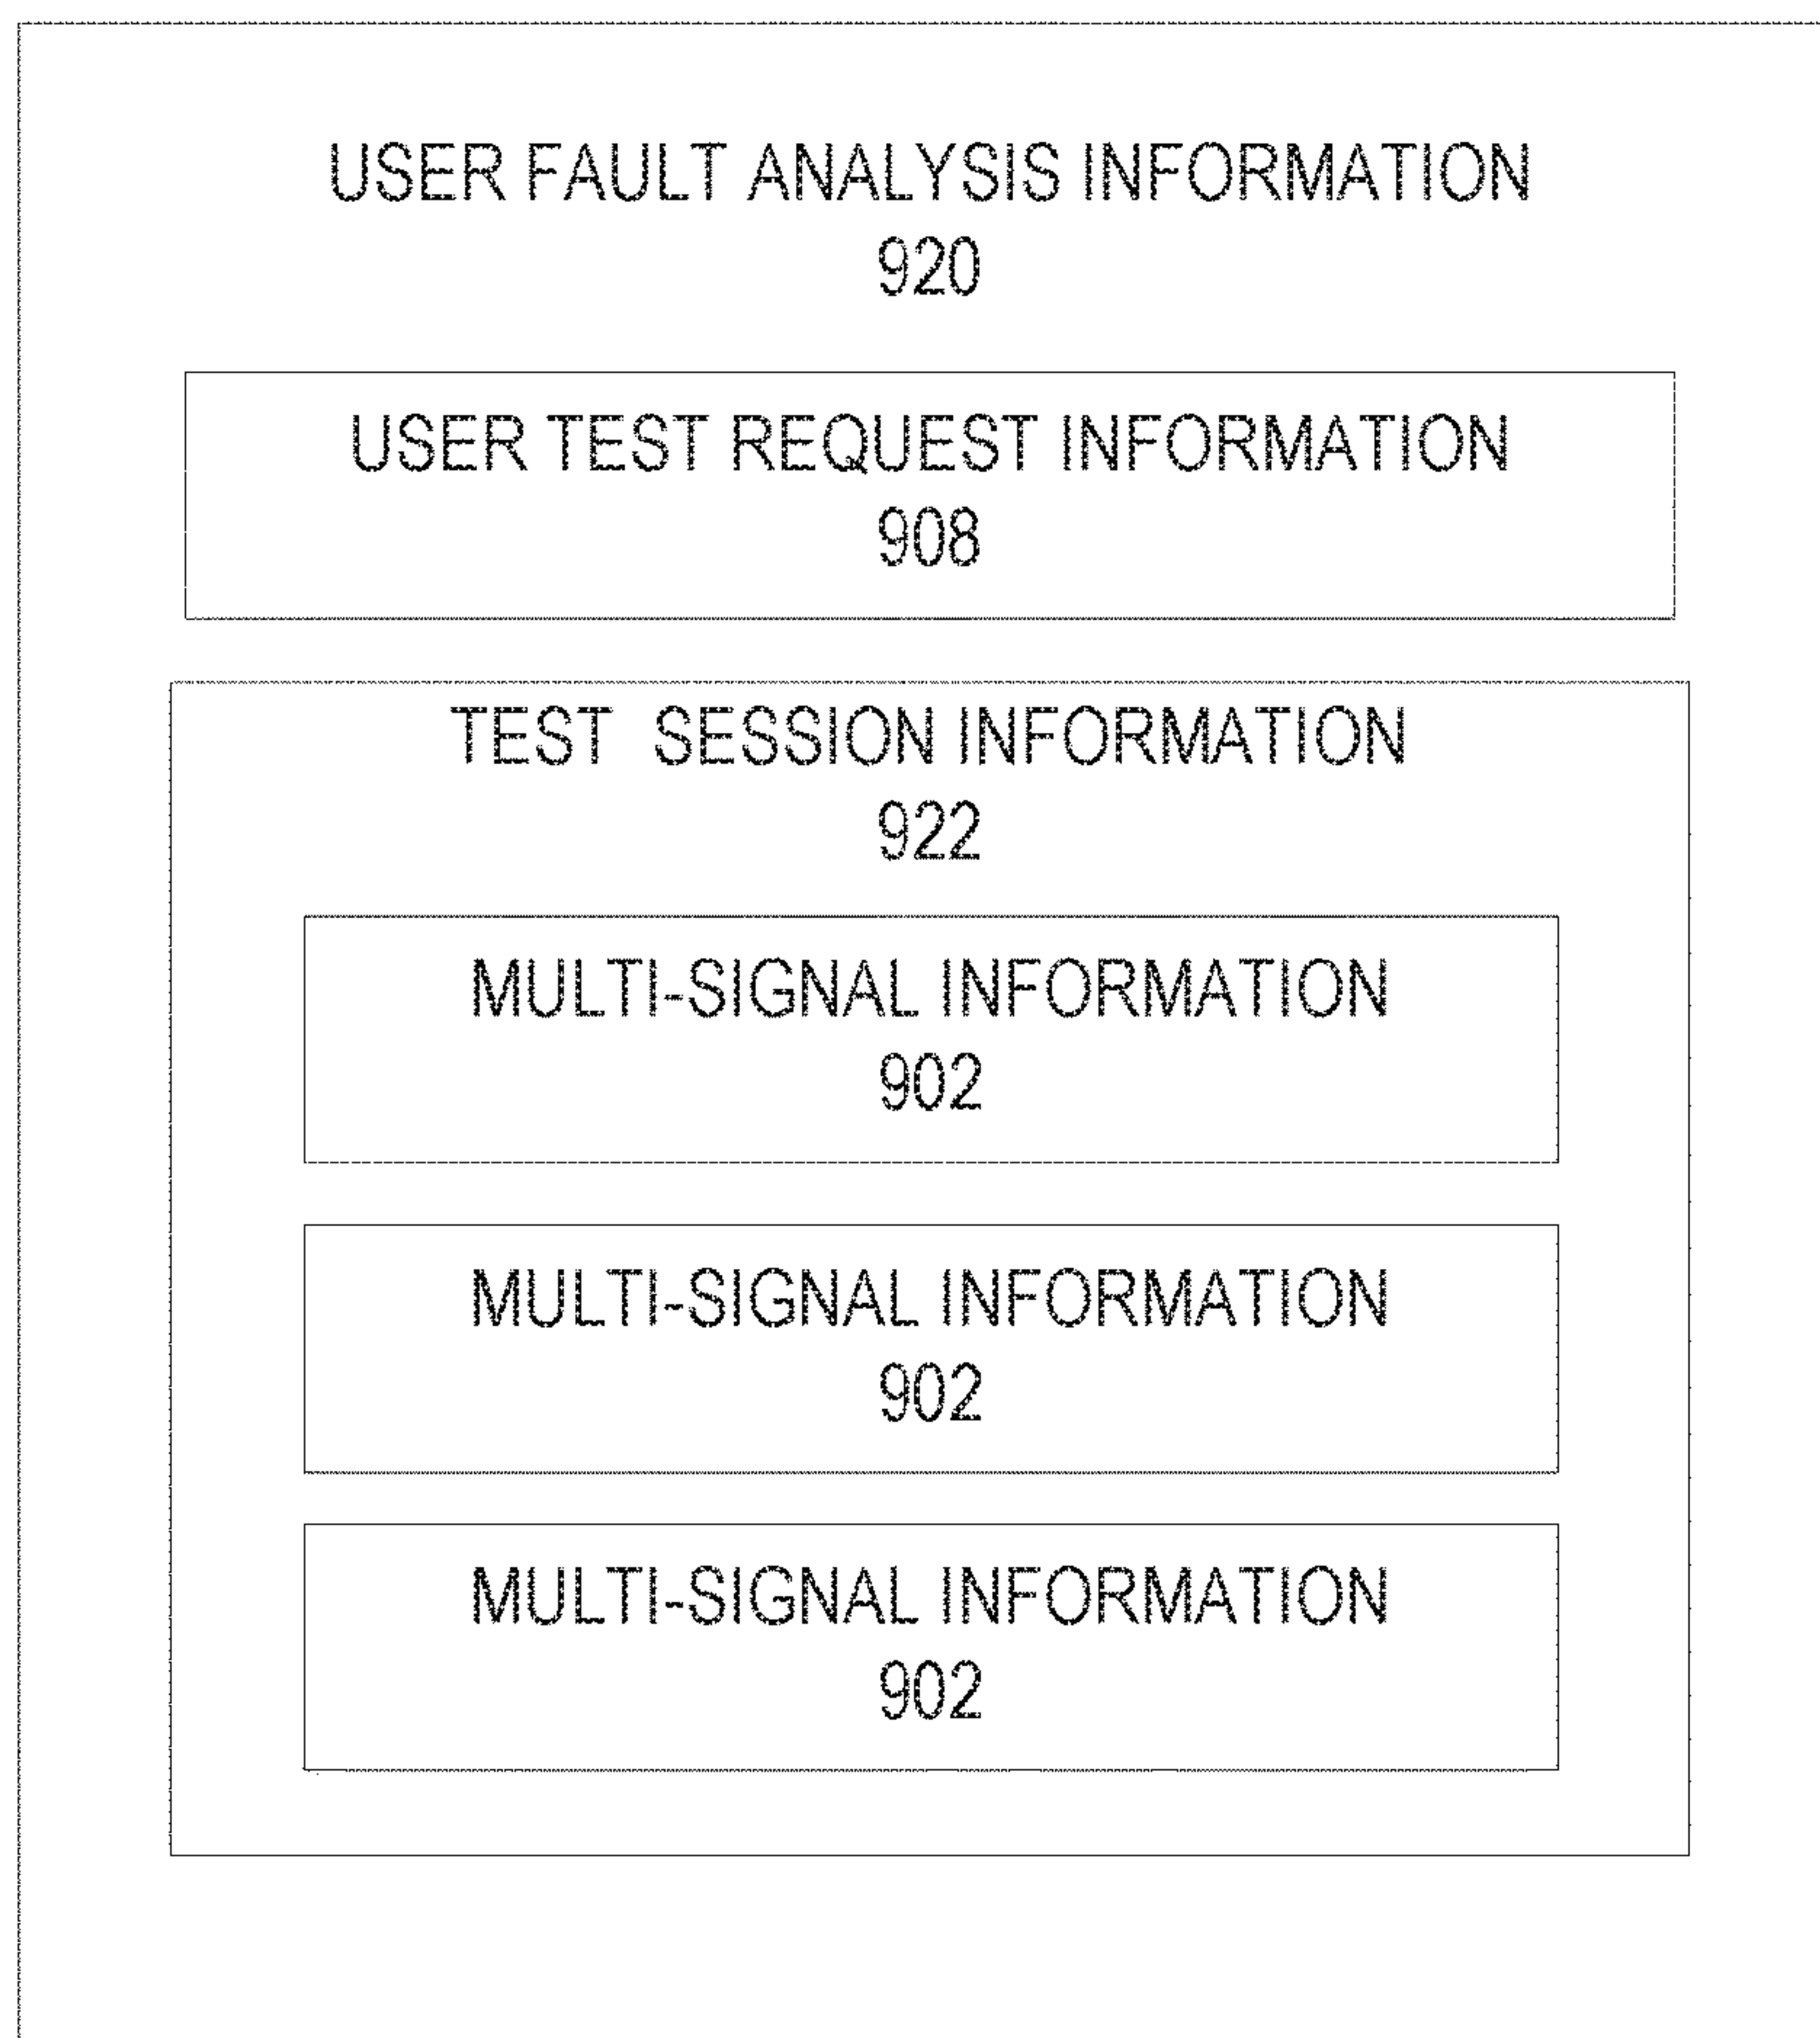 USER FAULT ANALYSIS INFORMATION
920
USER TEST REQUEST INFORMATION
908
TEST SESSION INFORMATION
922
MULTI-SIGNAL INFORMATION
902
MULTI-SIGNAL INFORMATION
902
MULTI-SIGNAL INFORMATION
902